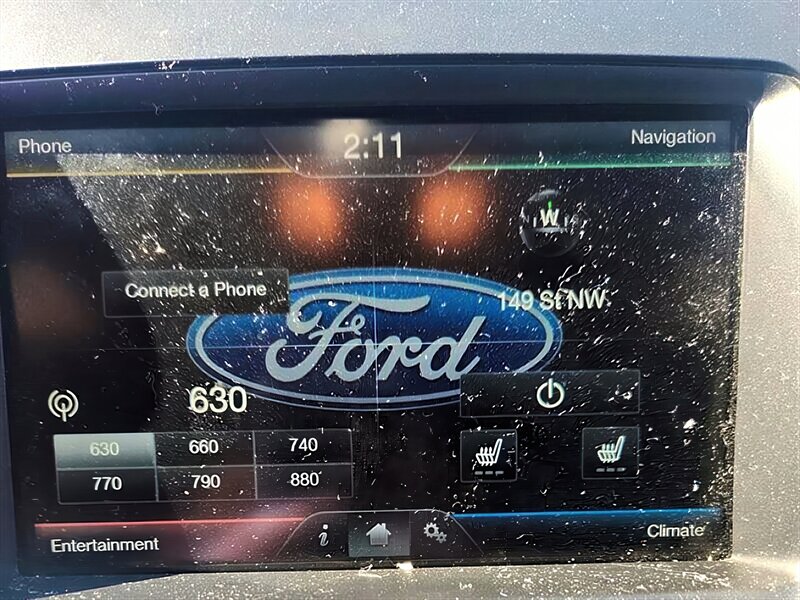 Phone
2:11
Navigation
W
Connect a Phone
149 St NW
Ford
630
630 660 740
770 790 880
Entertainment
i
Climate